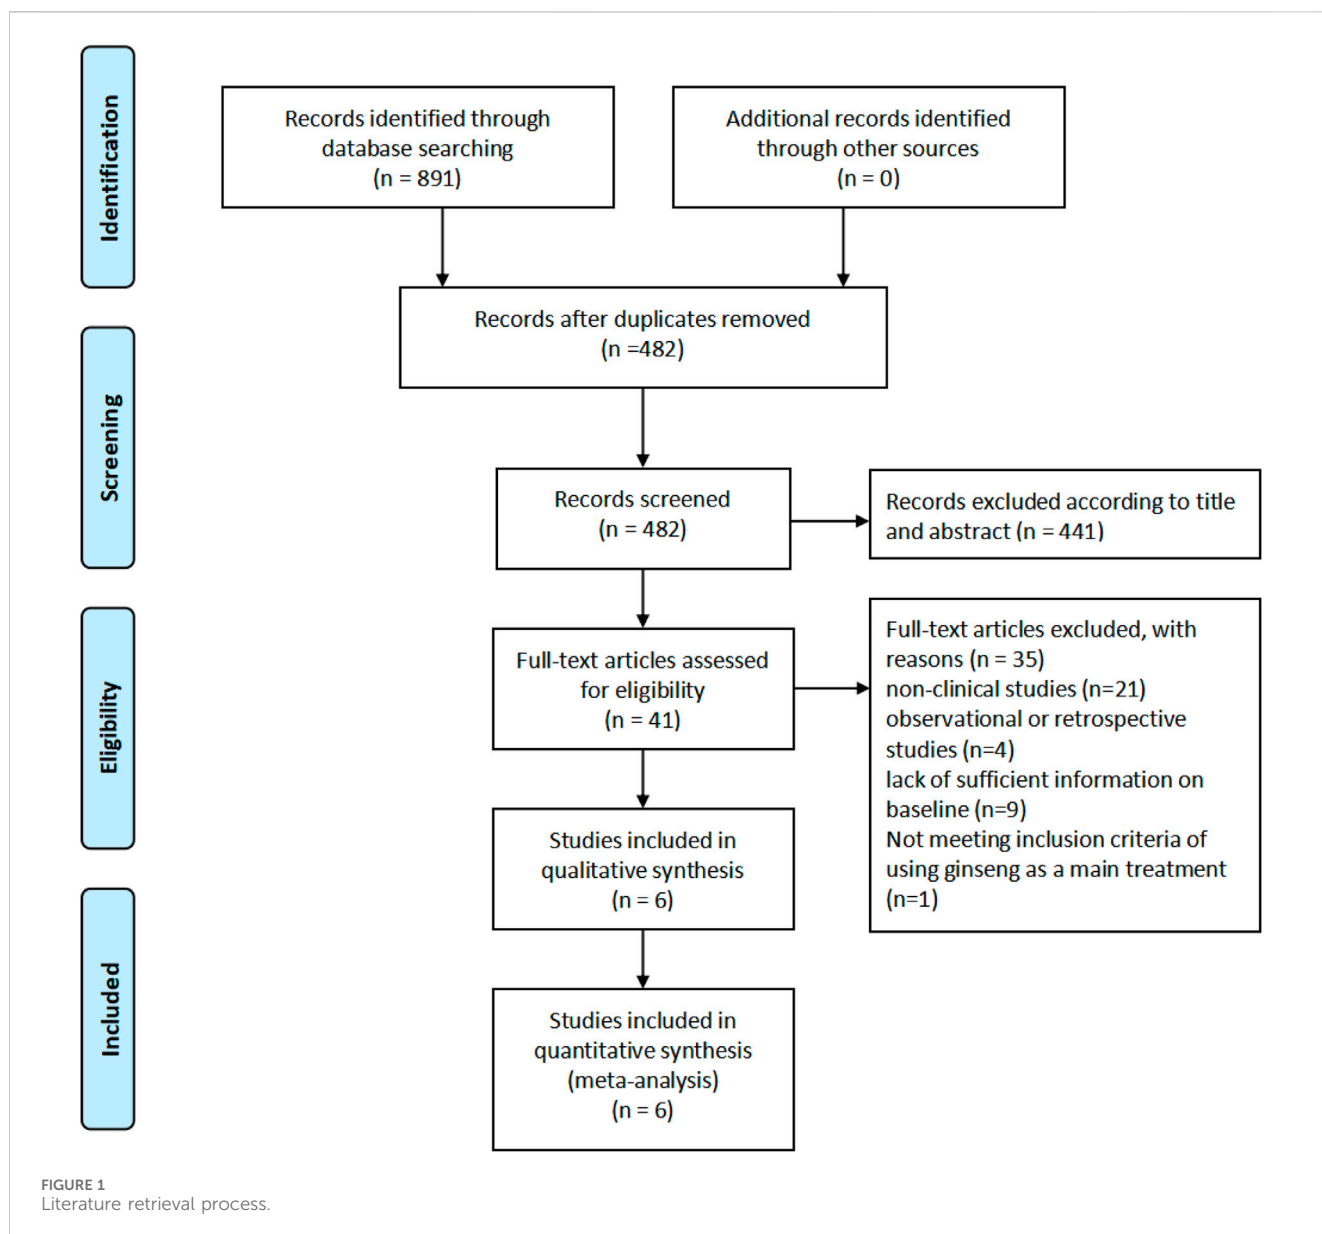 Identification
Records identified through
database searching
(n = 891)
Additional records identified
through other sources
(n = 0)
Records after duplicates removed
(n =482)
Screening
Records screened
(n = 482)
Records excluded according to title
and abstract (n = 441)
Eligibility
Full-text articles assessed
for eligibility
(n = 41)
Full-text articles excluded, with
reasons (n = 35)
non-clinical studies (n=21)
observational or retrospective
studies (n=4)
lack of sufficient information on
baseline (n=9)
Not meeting inclusion criteria of
using ginseng as a main treatment
(n=1)
Studies included in
qualitative synthesis
(n = 6)
Included
Studies included in
quantitative synthesis
(meta-analysis)
(n = 6)
FIGURE 1
Literature retrieval process.